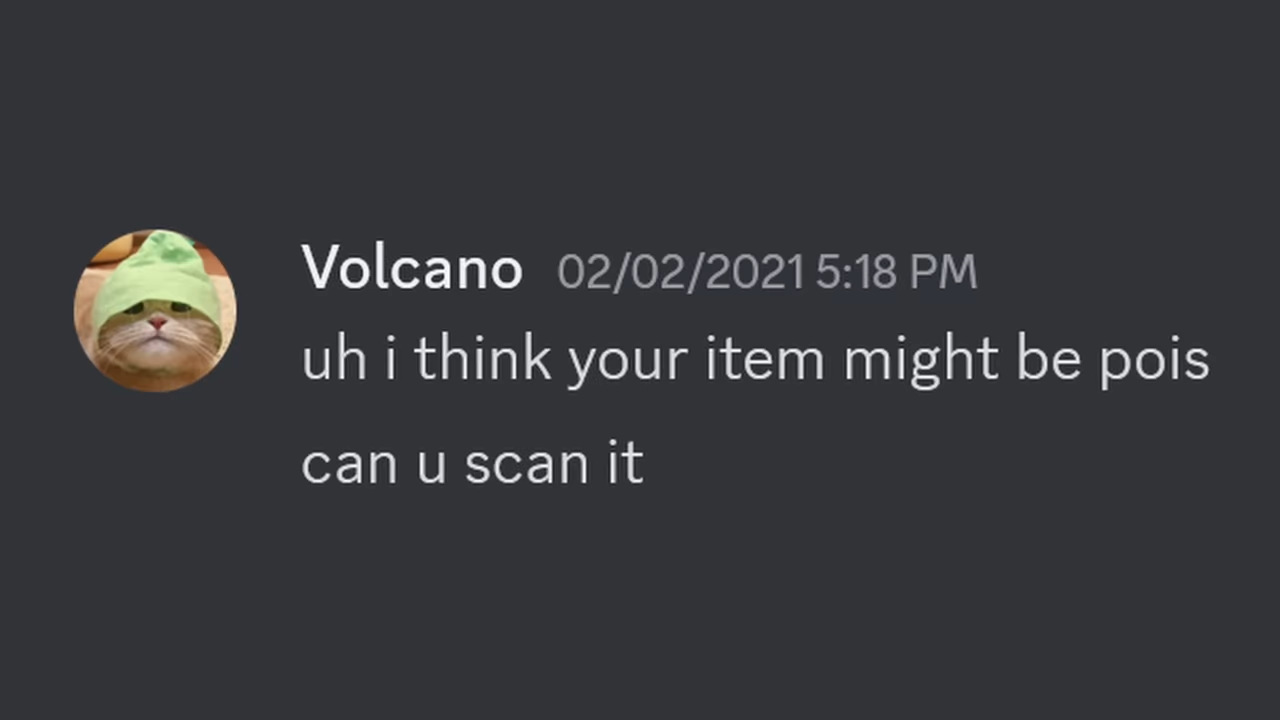 Volcano 02/02/2021 5:18 PM
uh i think your item might be pois
can u scan it